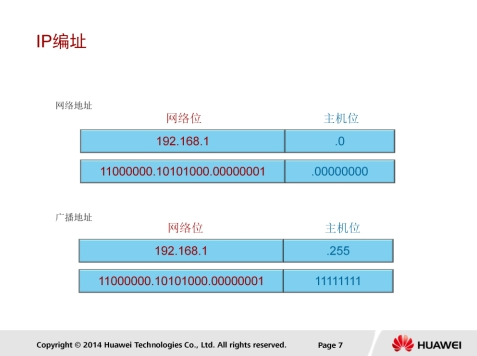 IP编址
网络地址
网络位 主机位
192.168.1 .0
11000000.10101000.00000001 .00000000
广播地址
网络位 主机位
192.168.1 .255
11000000.10101000.00000001 11111111
Copyright © 2014 Huawei Technologies Co., Ltd. All rights reserved. Page 7 HUAWEI